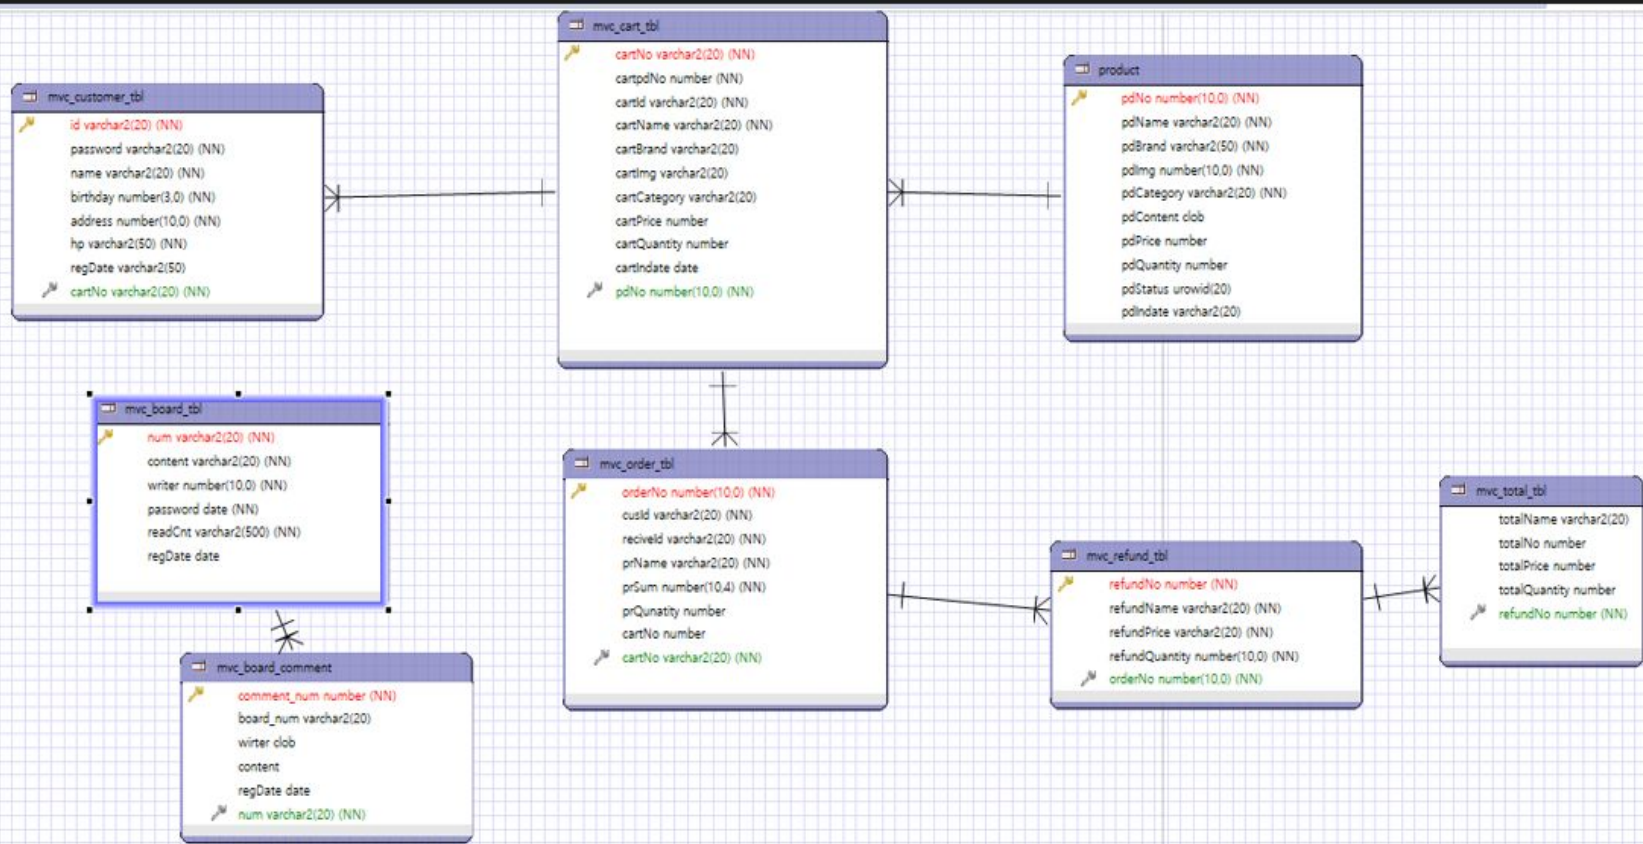 mvc_customer_tbl
id varchar2(20) (NN)
password varchar2(20) (NN)
name varchar2(20) (NN)
birthday number(3,0) (NN)
address number(10,0) (NN)
hp varchar2(50) (NN)
regDate varchar2(50)
cartNo varchar2(20) (NN)
mvc_cart_tbl
cartNo varchar2(20) (NN)
cartpdNo number (NN)
cartId varchar2(20) (NN)
cartName varchar2(20) (NN)
cartBrand varchar2(20)
cartImg varchar2(20)
cartCategory varchar2(20)
cartPrice number
cartQuantity number
cartIndate date
pdNo number(10,0) (NN)
product
pdNo number(10,0) (NN)
pdName varchar2(20) (NN)
pdBrand varchar2(50) (NN)
pdImg number(10,0) (NN)
pdCategory varchar2(20) (NN)
pdContent clob
pdPrice number
pdQuantity number
pdStatus urowid(20)
pdIndate varchar2(20)
mvc_board_tbl
num varchar2(20) (NN)
content varchar2(20) (NN)
writer number(10,0) (NN)
password date (NN)
readCnt varchar2(500) (NN)
regDate date
mvc_order_tbl
orderNo number(10,0) (NN)
cusId varchar2(20) (NN)
reciveId varchar2(20) (NN)
prName varchar2(20) (NN)
prSum number(10,4) (NN)
prQunatity number
cartNo number
cartNo varchar2(20) (NN)
mvc_refund_tbl
refundNo number (NN)
refundName varchar2(20) (NN)
refundPrice varchar2(20) (NN)
refundQuantity number(10,0) (NN)
orderNo number(10,0) (NN)
mvc_total_tbl
totalName varchar2(20)
totalNo number
totalPrice number
totalQuantity number
refundNo number (NN)
mvc_board_comment
comment_num number (NN)
board_num varchar2(20)
wirter clob
content
regDate date
num varchar2(20) (NN)